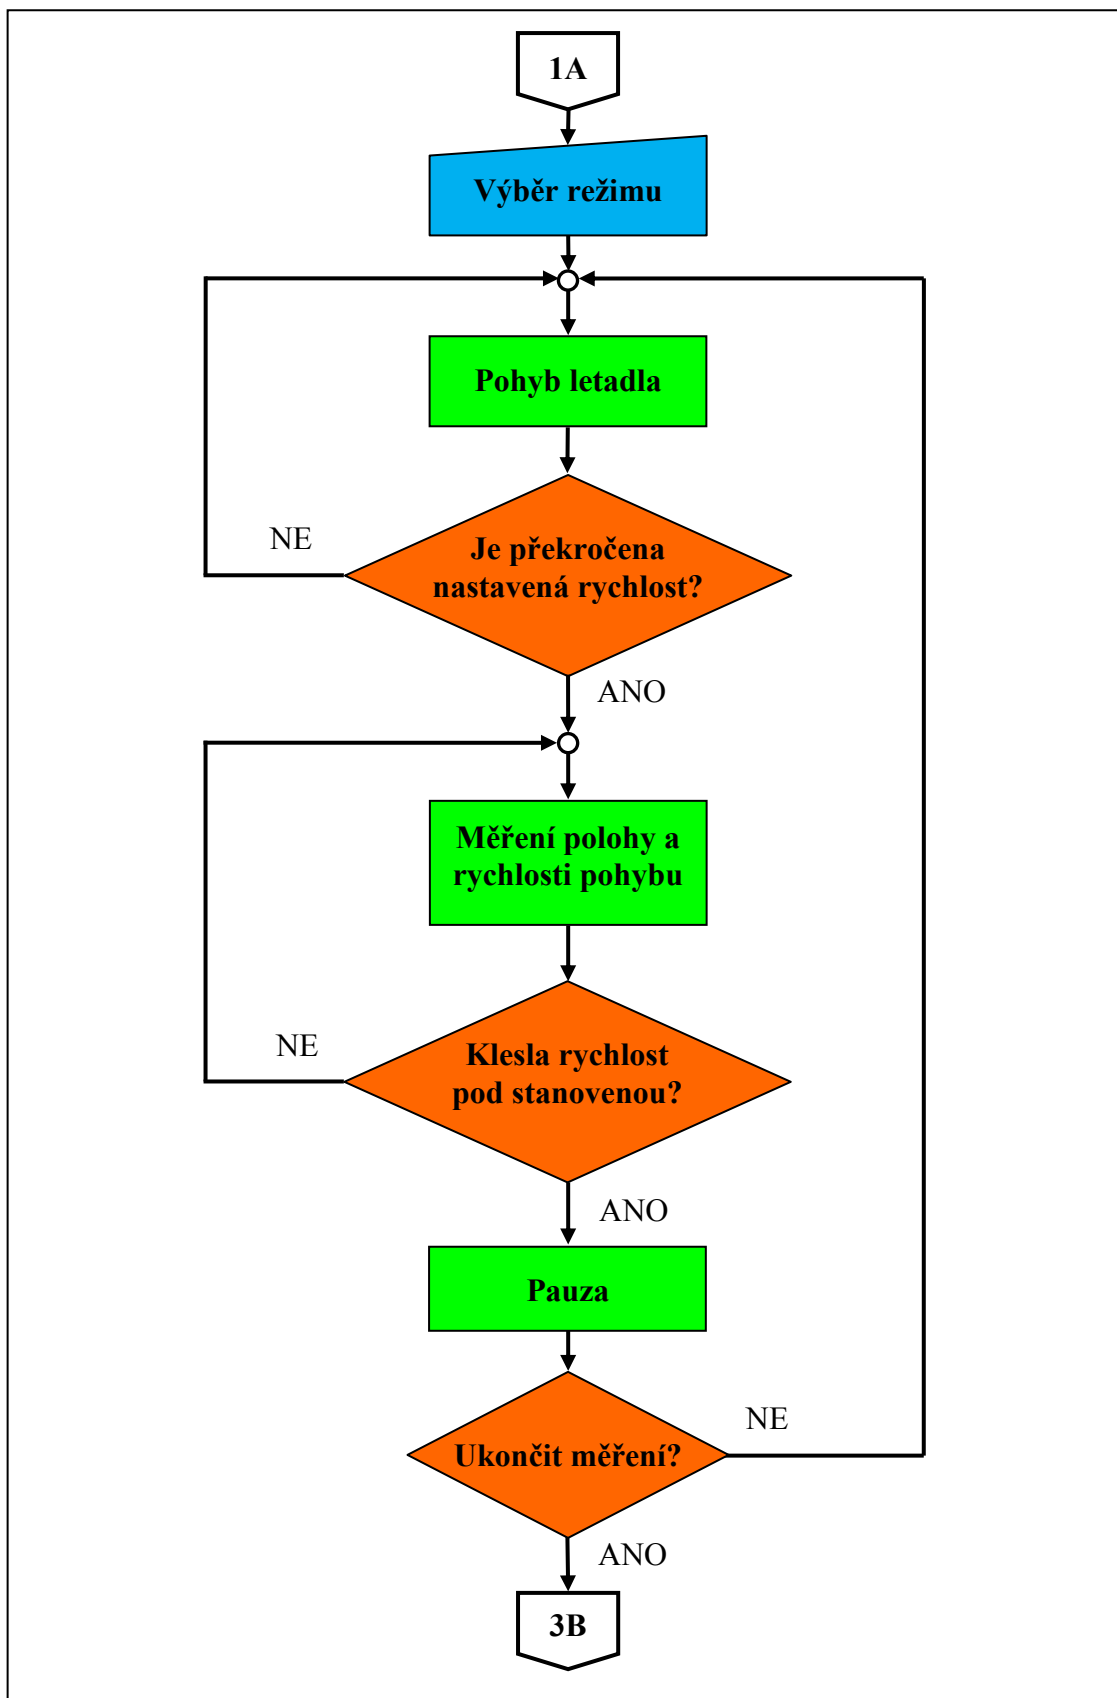 1A
Výběr režimu
Pohyb letadla
NE
Je překročena
nastavená rychlost?
ANO
Měření polohy a
rychlosti pohybu
NE
Klesla rychlost
pod stanovenou?
ANO
Pauza
NE
Ukončit měření?
ANO
3B